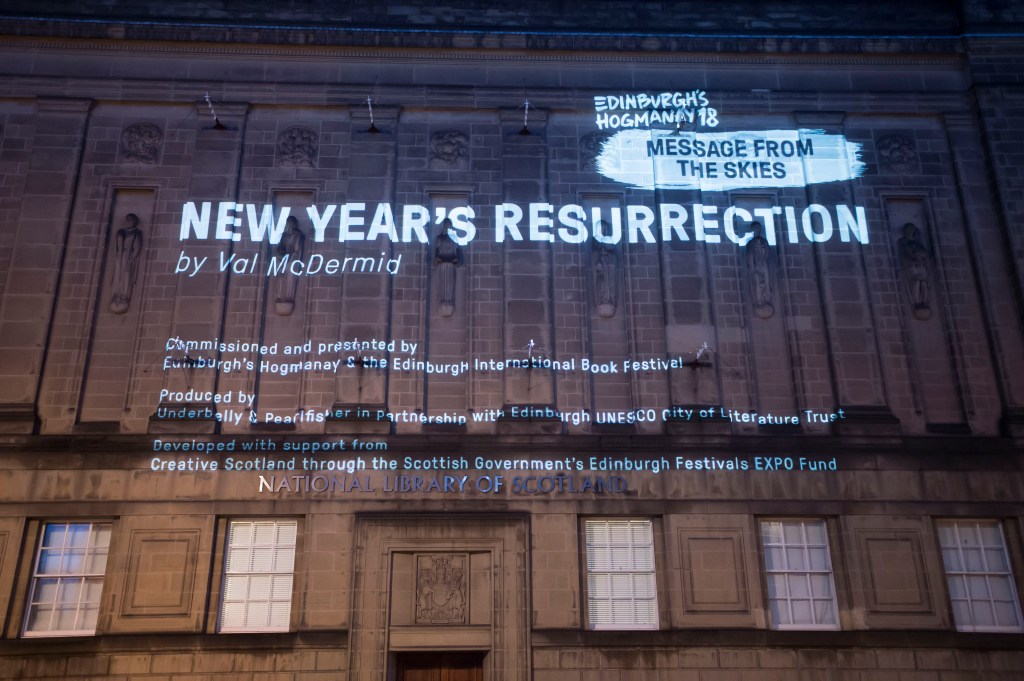 EDINBURGH'S
HOGMANAY 18
MESSAGE FROM
THE SKIES
NEW YEAR'S RESURRECTION
by Val McDermid
Commissioned and presented by
Edinburgh's Hogmanay & the Edinburgh International Book Festival
Produced by
Underbelly & Pearlfisher in partnership with Edinburgh UNESCO City of Literature Trust
Developed with support from
Creative Scotland through the Scottish Government's Edinburgh Festivals EXPO Fund
NATIONAL LIBRARY OF SCOTLAND